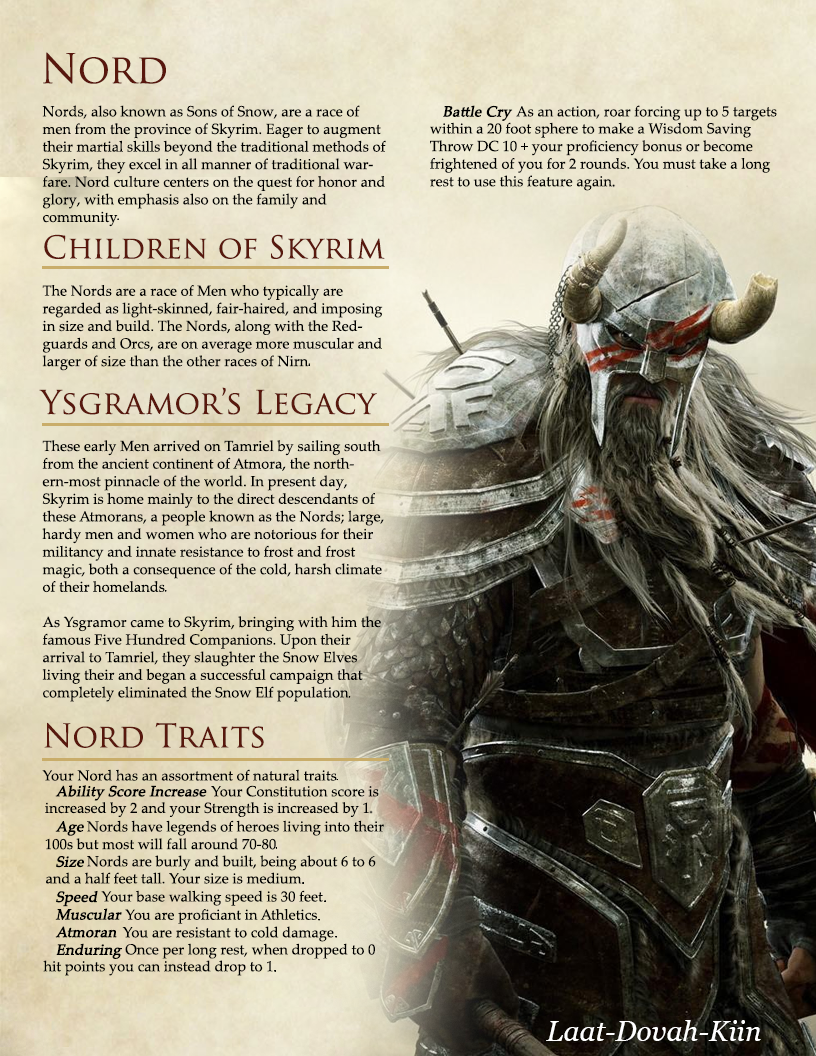 NORD
Nords, also known as Sons of Snow, are a race of
men from the province of Skyrim. Eager to augment
their martial skills beyond the traditional methods of
Skyrim, they excel in all manner of traditional war-
fare. Nord culture centers on the quest for honor and
glory, with emphasis also on the family and
community.
CHILDREN OF SKYRIM
The Nords are a race of Men who typically are
regarded as light-skinned, fair-haired, and imposing
in size and build. The Nords, along with the Red-
guards and Orcs, are on average more muscular and
larger of size than the other races of Nirn.
YSGRAMOR'S LEGACY
These early Men arrived on Tamriel by sailing south
from the ancient continent of Atmora, the north-
ern-most pinnacle of the world. In present day,
Skyrim is home mainly to the direct descendants of
these Atmorans, a people known as the Nords; large,
hardy men and women who are notorious for their
militancy and innate resistance to frost and frost
magic, both a consequence of the cold, harsh climate
of their homelands.
As Ysgramor came to Skyrim, bringing with him the
famous Five Hundred Companions. Upon their
arrival to Tamriel, they slaughter the Snow Elves
living their and began a successful campaign that
completely eliminated the Snow Elf population.
NORD TRAITS
Your Nord has an assortment of natural traits.
Ability Score Increase Your Constitution score is
increased by 2 and your Strength is increased by 1.
Age Nords have legends of heroes living into their
100s but most will fall around 70-80.
Size Nords are burly and built, being about 6 to 6
and a half feet tall. Your size is medium.
Speed Your base walking speed is 30 feet.
Muscular You are proficiant in Athletics.
Atmoran You are resistant to cold damage.
Enduring Once per long rest, when dropped to 0
hit points you can instead drop to 1.
Battle Cry As an action, roar forcing up to 5 targets
within a 20 foot sphere to make a Wisdom Saving
Throw DC 10 + your proficiency bonus or become
frightened of you for 2 rounds. You must take a long
rest to use this feature again.
Laat-Dovah-Kiin